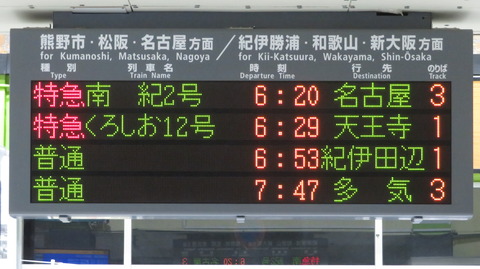 熊野市・松阪・名古屋方面／紀伊勝浦・和歌山・新大阪方面
for Kumanoshi, Matsusaka, Nagoya for Kii-Katsuura, Wakayama, Shin-Ōsaka
種別 列車名 時刻 行先 のりば
Type Train Name Departure Time Destination Track
特急 南 紀2号 6:20 名古屋 3
特急 くろしお12号 6:29 天王寺 1
普通 6:53 紀伊田辺 1
普通 7:47 多 気 3